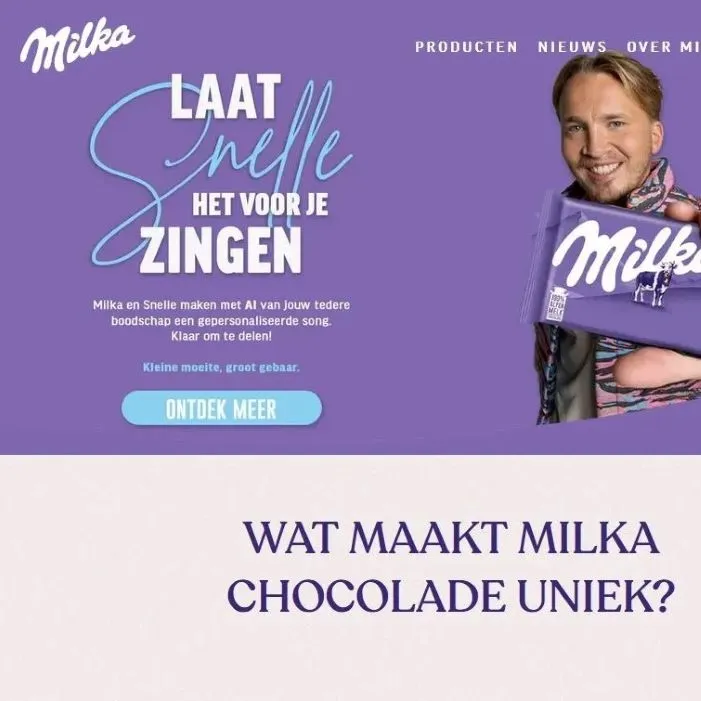 Milka
PRODUCTEN NIEUWS OVER MI
LAAT
Snelle
HET VOOR JE
ZINGEN
Milka en Snelle maken met AI van jouw tedere
boodschap een gepersonaliseerde song.
Klaar om te delen!
Kleine moeite, groot gebaar.
ONTDEK MEER
Milka
100%
ALPEN
MELK
WAT MAAKT MILKA
CHOCOLADE UNIEK?